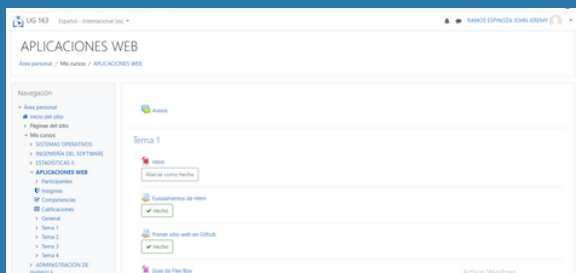 UG 163 Español - Internacional (es)
RAMOS ESPINOZA JOHN JEREMY
APLICACIONES WEB
Área personal / Mis cursos / APLICACIONES WEB
Navegación
Área personal
Inicio del sitio
Páginas del sitio
Mis cursos
SISTEMAS OPERATIVOS
INGENIERÍA DEL SOFTWARE
ESTADÍSTICAS II
APLICACIONES WEB
Participantes
Insignias
Competencias
Calificaciones
General
Tema 1
Tema 2
Tema 3
Tema 4
ADMINISTRACIÓN DE
Avisos
Tema 1
Html
Marcar como hecha
Fundamentos de Html
Hecho
Primer sitio web en Github
Hecho
Guia de Flex Box
Activar Windows